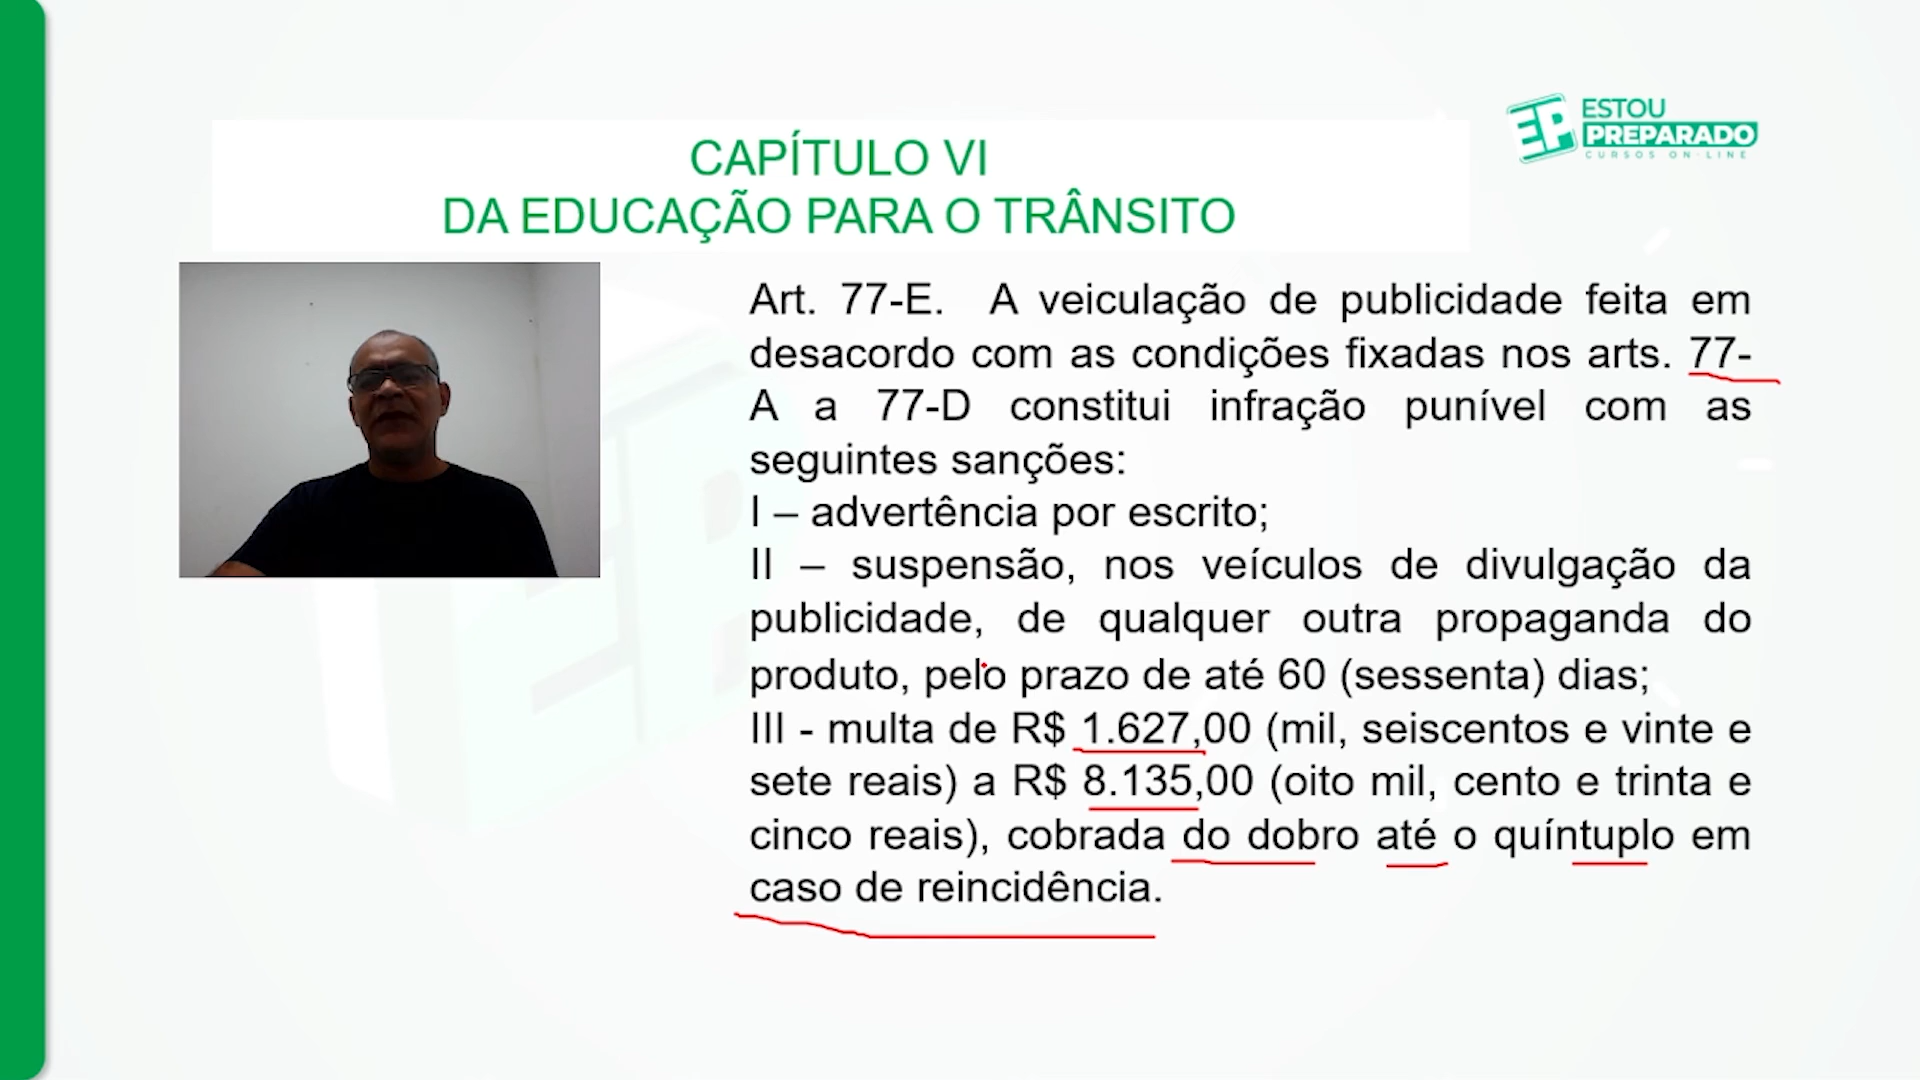 ESTOU
PREPARADO
CURSOS ON-LINE
CAPÍTULO VI
DA EDUCAÇÃO PARA O TRÂNSITO
Art. 77-E. A veiculação de publicidade feita em
desacordo com as condições fixadas nos arts. 77-
A a 77-D constitui infração punível com as
seguintes sanções:
I – advertência por escrito;
II – suspensão, nos veículos de divulgação da
publicidade, de qualquer outra propaganda do
produto, pelo prazo de até 60 (sessenta) dias;
III - multa de R$ 1.627,00 (mil, seiscentos e vinte e
sete reais) a R$ 8.135,00 (oito mil, cento e trinta e
cinco reais), cobrada do dobro até o quíntuplo em
caso de reincidência.